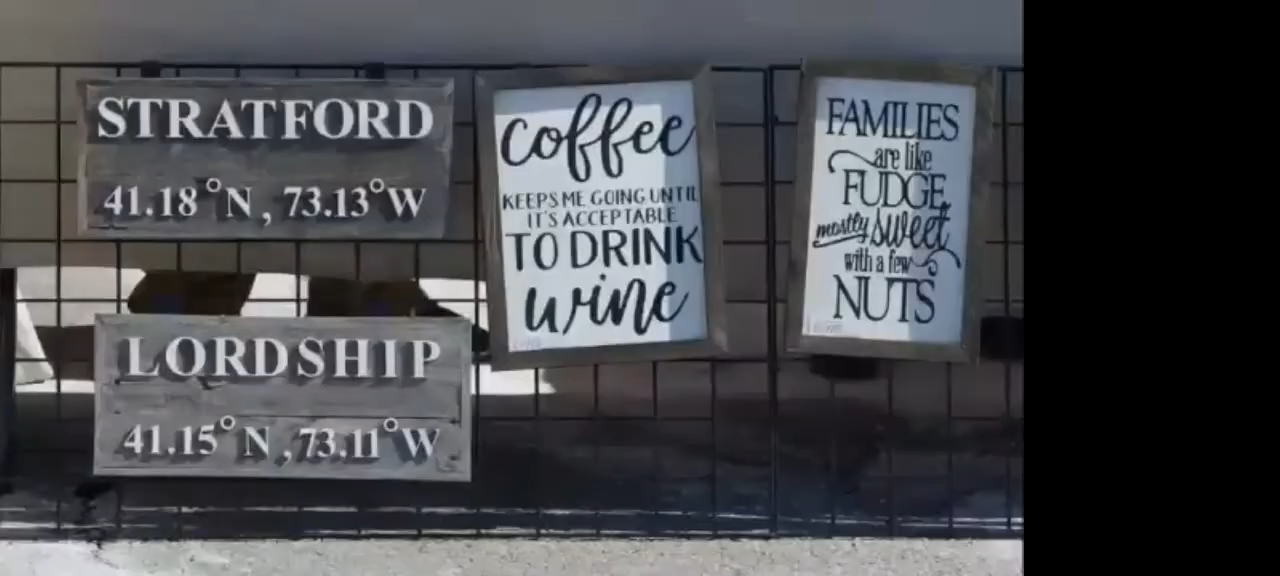 STRATFORD
41.18°N, 73.13°W
LORDSHIP
41.15°N, 73.11°W
coffee
KEEPS ME GOING UNTIL
IT'S ACCEPTABLE
TO DRINK
wine
FAMILIES
are like
FUDGE
mostly sweet
with a few
NUTS